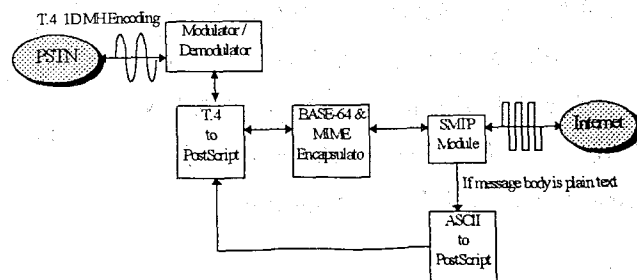 T.4 1D MH Encoding
PSTN
Modulator /
Demodulator
T.4
to
PostScript
BASE-64 &
MIME
Encapsulato
SMTP
Module
Internet
If message body is plain text
ASCII
to
PostScript